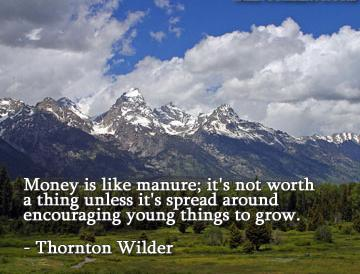 Money is like manure; it's not worth
a thing unless it's spread around
encouraging young things to grow.
- Thornton Wilder